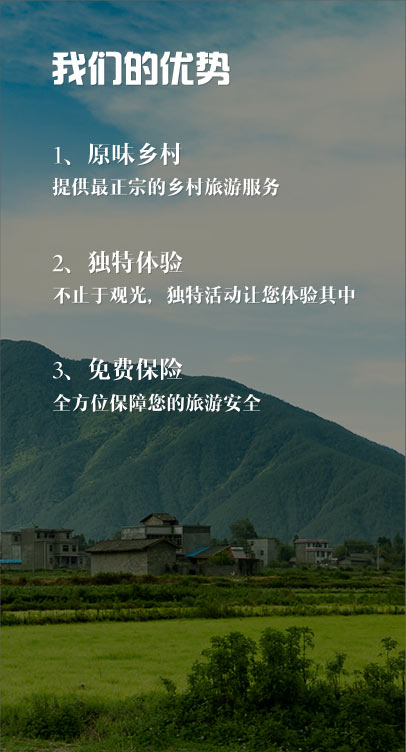 我们的优势
1、原味乡村
提供最正宗的乡村旅游服务
2、独特体验
不止于观光，独特活动让您体验其中
3、免费保险
全方位保障您的旅游安全